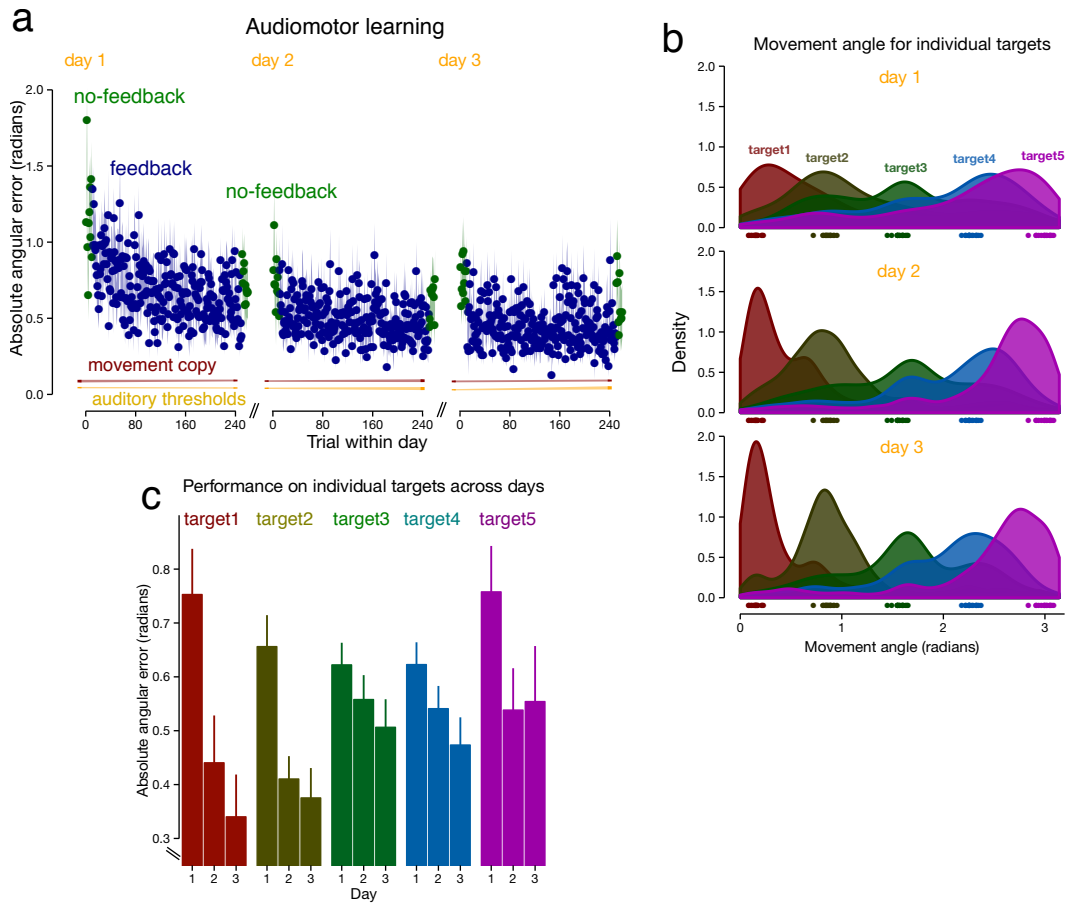 a
Audiomotor learning
day 1
day 2
day 3
Absolute angular error (radians)
2.0
1.5
1.0
0.5
0.0
no-feedback
feedback
no-feedback
movement copy
auditory thresholds
0 80 160 240 // 0 80 160 240 // 0 80 160 240
Trial within day
b
Movement angle for individual targets
Density
day 1
2.0
1.5
1.0
0.5
0.0
target1
target2
target3
target4
target5
day 2
2.0
1.5
1.0
0.5
0.0
day 3
2.0
1.5
1.0
0.5
0.0
0 1 2 3
Movement angle (radians)
c
Performance on individual targets across days
target1 target2 target3 target4 target5
Absolute angular error (radians)
0.8
0.7
0.6
0.5
0.4
0.3
1 2 3 1 2 3 1 2 3 1 2 3 1 2 3
Day